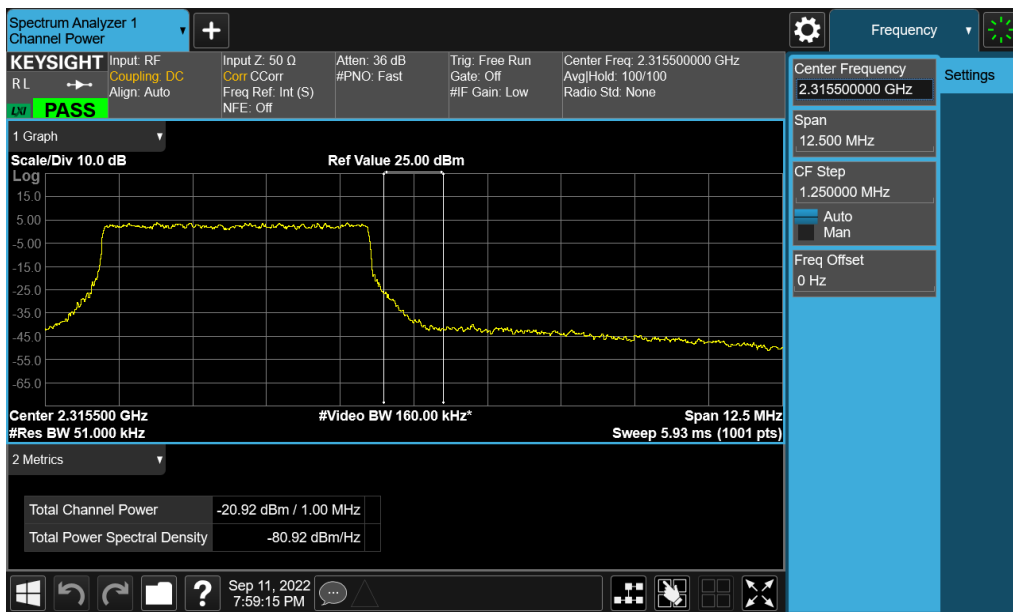 Spectrum Analyzer 1
Channel Power
Frequency
KEYSIGHT
R L
LXI
PASS
Input: RF
Coupling: DC
Align: Auto
Input Z: 50 Ω
Corr CCorr
Freq Ref: Int (S)
NFE: Off
Atten: 36 dB
#PNO: Fast
Trig: Free Run
Gate: Off
#IF Gain: Low
Center Freq: 2.315500000 GHz
Avg|Hold: 100/100
Radio Std: None
Center Frequency
2.315500000 GHz
Settings
Span
12.500 MHz
CF Step
1.250000 MHz
Auto
Man
Freq Offset
0 Hz
1 Graph
Scale/Div 10.0 dB
Ref Value 25.00 dBm
Log
15.0
5.00
-5.00
-15.0
-25.0
-35.0
-45.0
-55.0
-65.0
Center 2.315500 GHz
#Video BW 160.00 kHz*
Span 12.5 MHz
#Res BW 51.000 kHz
Sweep 5.93 ms (1001 pts)
2 Metrics
Total Channel Power -20.92 dBm / 1.00 MHz
Total Power Spectral Density -80.92 dBm/Hz
?
Sep 11, 2022
7:59:15 PM